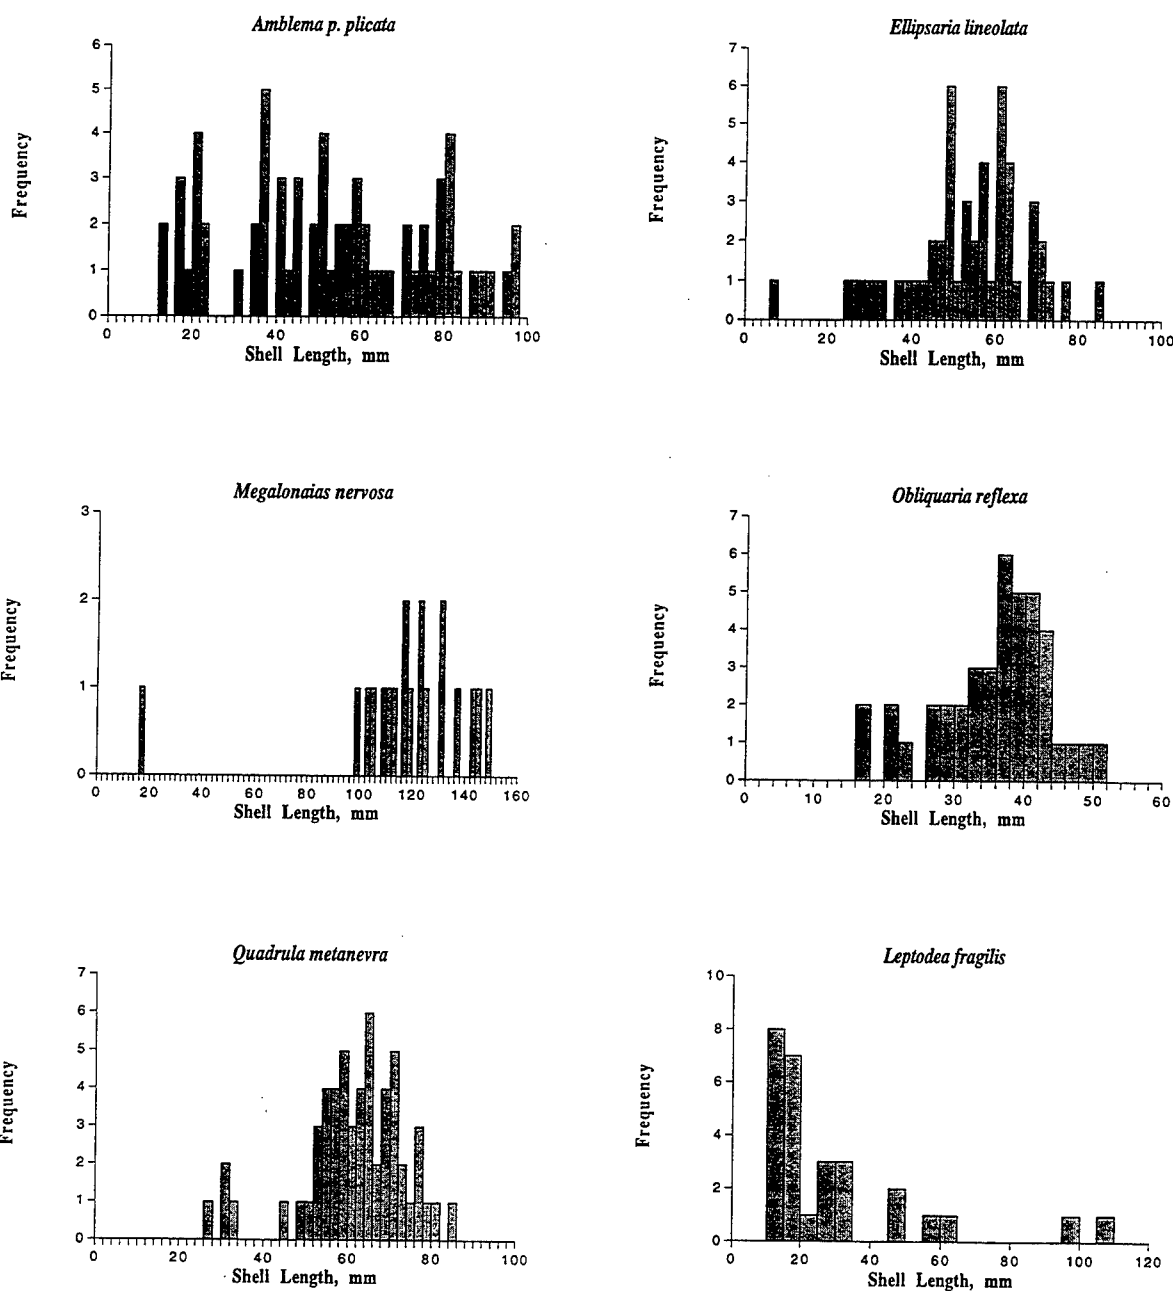 Amblema p. plicata
6
5
4
3
2
1
0
Frequency
0 20 40 60 80 100
Shell Length, mm
Ellipsaria lineolata
7
6
5
4
3
2
1
0
Frequency
0 20 40 60 80 100
Shell Length, mm
Megalonaias nervosa
3
2
1
0
Frequency
0 20 40 60 80 100 120 140 160
Shell Length, mm
Obliquaria reflexa
7
6
5
4
3
2
1
0
Frequency
0 10 20 30 40 50 60
Shell Length, mm
Quadrula metanevra
7
6
5
4
3
2
1
0
Frequency
0 20 40 60 80 100
Shell Length, mm
Leptodea fragilis
10
8
6
4
2
0
Frequency
0 20 40 60 80 100 120
Shell Length, mm